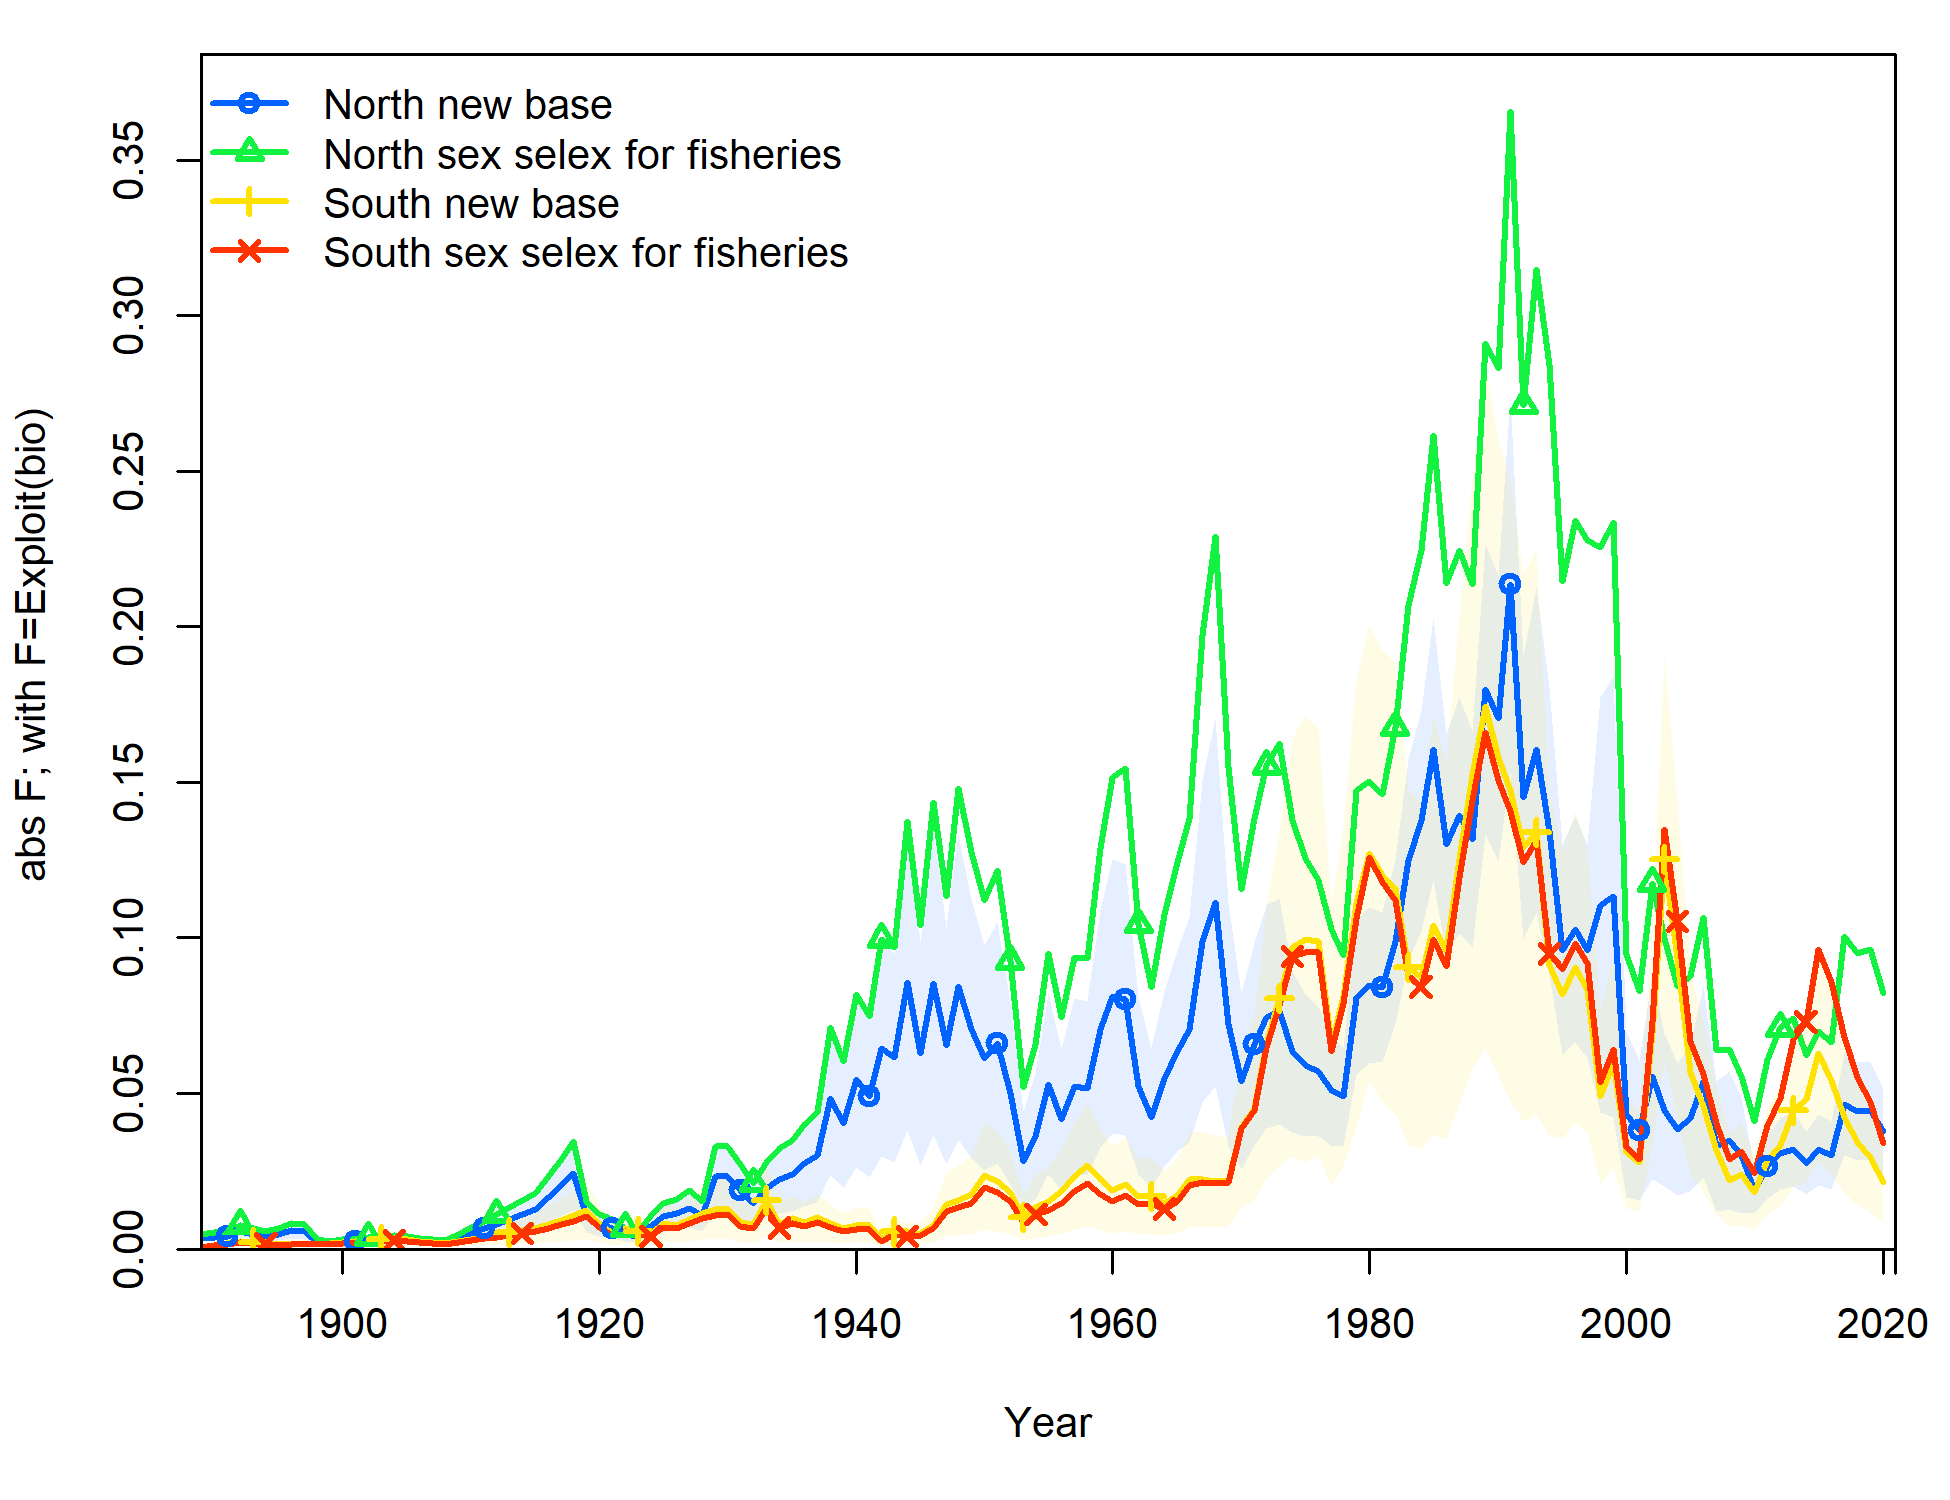 North new base
North sex selex for fisheries
South new base
South sex selex for fisheries
abs F; with F=Exploit(bio)
0.35
0.30
0.25
0.20
0.15
0.10
0.05
0.00
1900 1920 1940 1960 1980 2000 2020
Year